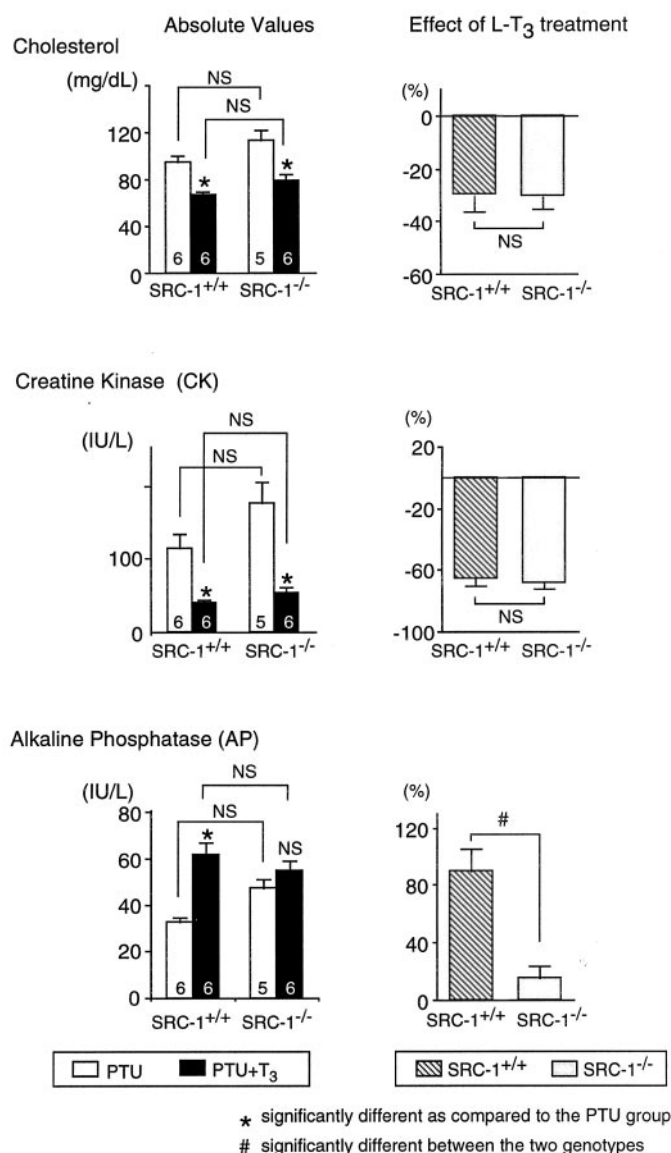 Absolute Values
Effect of L-T3 treatment
Cholesterol
(mg/dL)
NS
NS
120
80
40
0
*
*
6 6 5 6
SRC-1+/+ SRC-1-/-
(%)
0
-20
-40
-60
NS
SRC-1+/+ SRC-1-/-
Creatine Kinase (CK)
(IU/L)
NS
NS
100
0
*
*
6 6 5 6
SRC-1+/+ SRC-1-/-
(%)
20
-20
-60
-100
NS
SRC-1+/+ SRC-1-/-
Alkaline Phosphatase (AP)
(IU/L)
NS
NS
80
60
40
20
0
*
NS
6 6 5 6
SRC-1+/+ SRC-1-/-
(%)
120
80
40
0
#
SRC-1+/+ SRC-1-/-
PTU PTU+T3
SRC-1+/+ SRC-1-/-
* significantly different as compared to the PTU group
# significantly different between the two genotypes